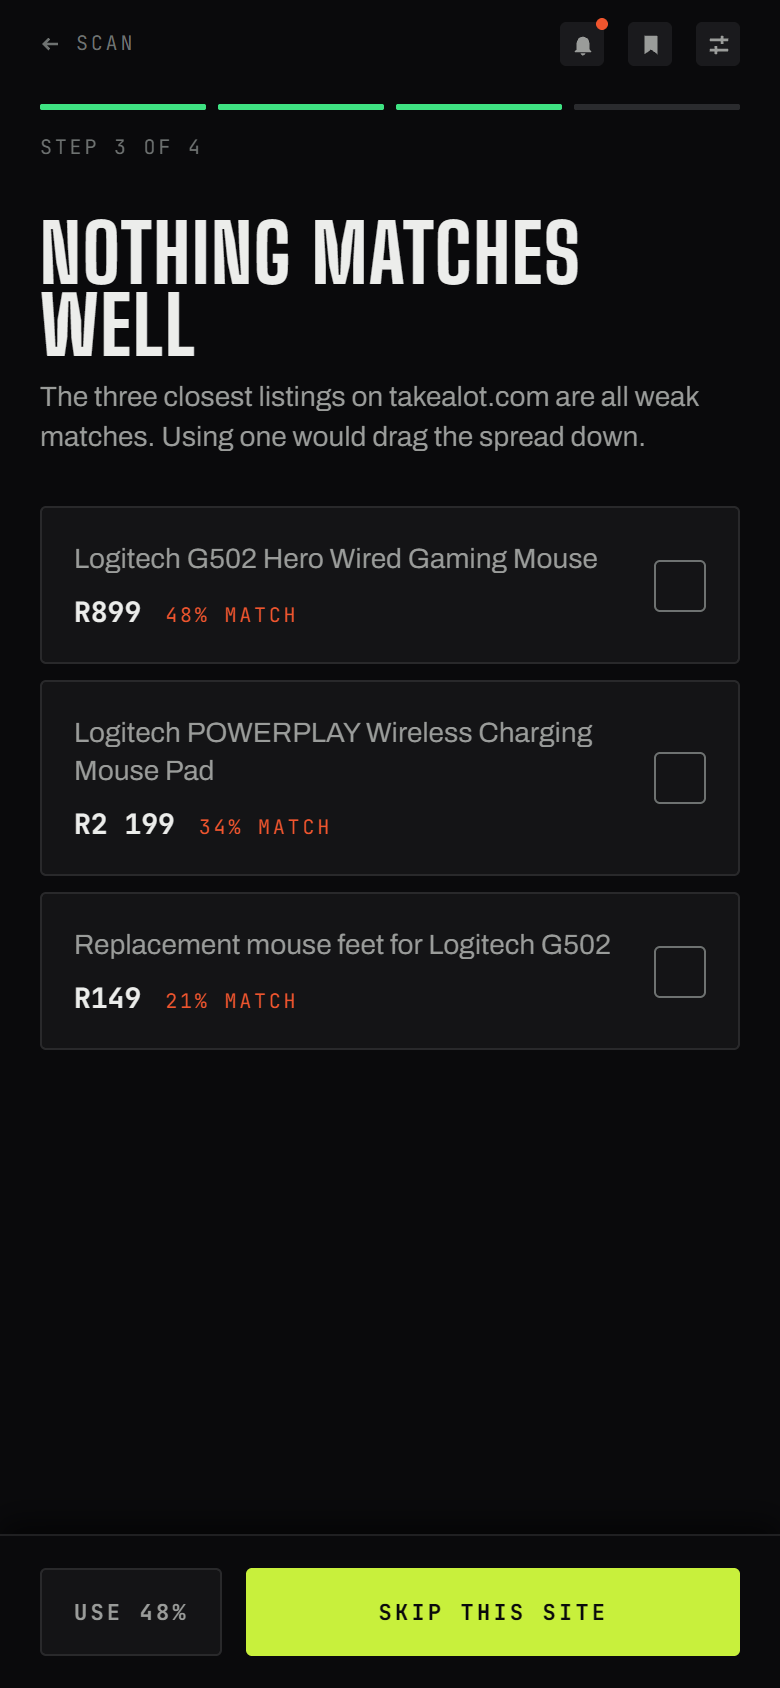 ← SCAN
STEP 3 OF 4
NOTHING MATCHES
WELL
The three closest listings on takealot.com are all weak
matches. Using one would drag the spread down.
Logitech G502 Hero Wired Gaming Mouse
R899 48% MATCH
Logitech POWERPLAY Wireless Charging
Mouse Pad
R2 199 34% MATCH
Replacement mouse feet for Logitech G502
R149 21% MATCH
USE 48%
SKIP THIS SITE